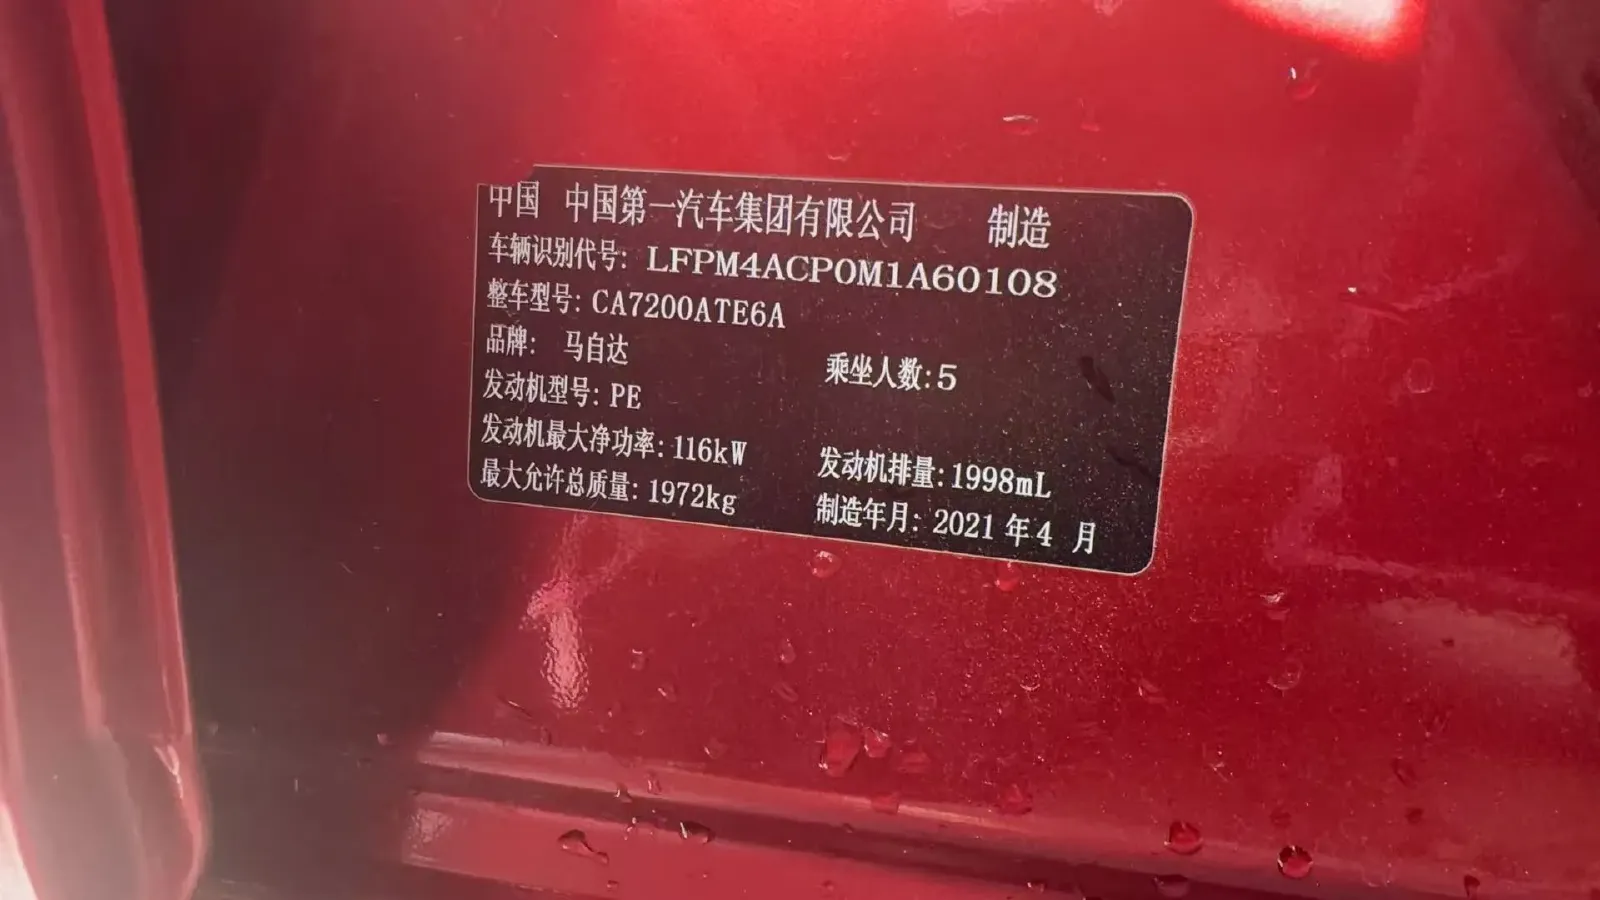 中国 中国第一汽车集团有限公司 制造
车辆识别代号: LFPM4ACP0M1A60108
整车型号: CA7200ATE6A
品牌: 马自达 乘坐人数: 5
发动机型号: PE
发动机最大净功率: 116kW 发动机排量: 1998mL
最大允许总质量: 1972kg 制造年月: 2021 年 4 月